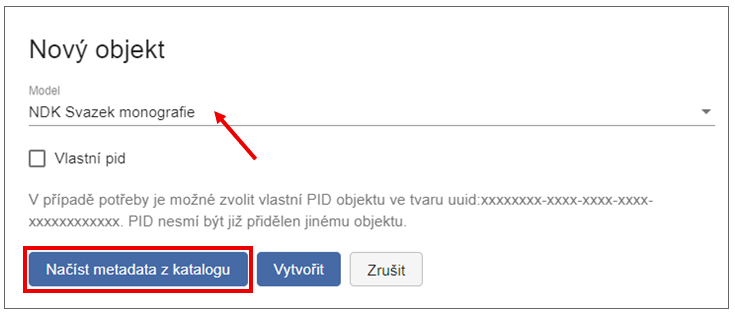 Nový objekt
Model
NDK Svazek monografie
Vlastní pid
V případě potřeby je možné zvolit vlastní PID objektu ve tvaru uuid:xxxxxxxx-xxxx-xxxx-xxxx-
xxxxxxxxxxxx. PID nesmí být již přidělen jinému objektu.
Načíst metadata z katalogu Vytvořit Zrušit